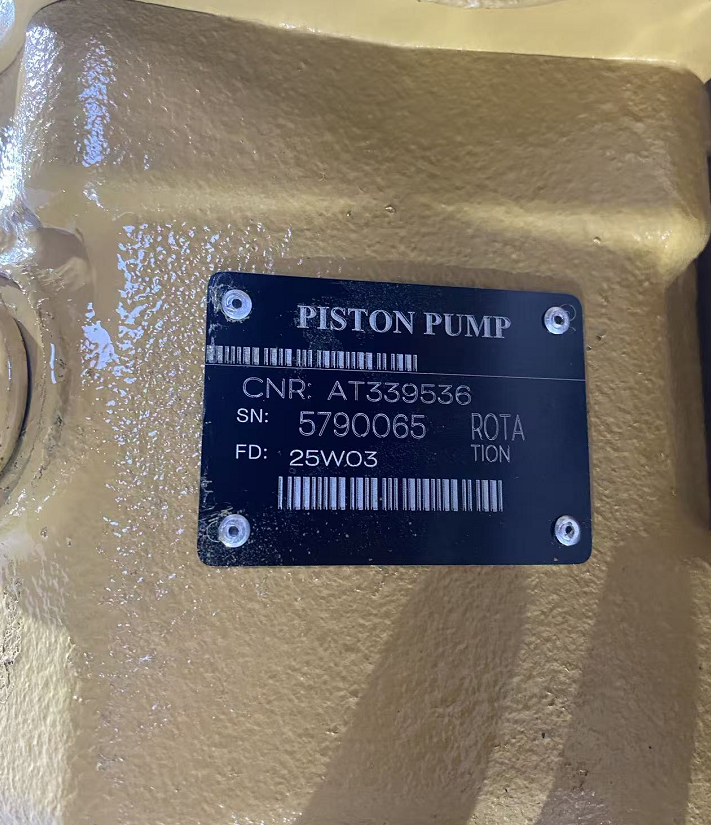 PISTON PUMP
CNR: AT339536
SN: 5790065 ROTA
TION
FD: 25W03